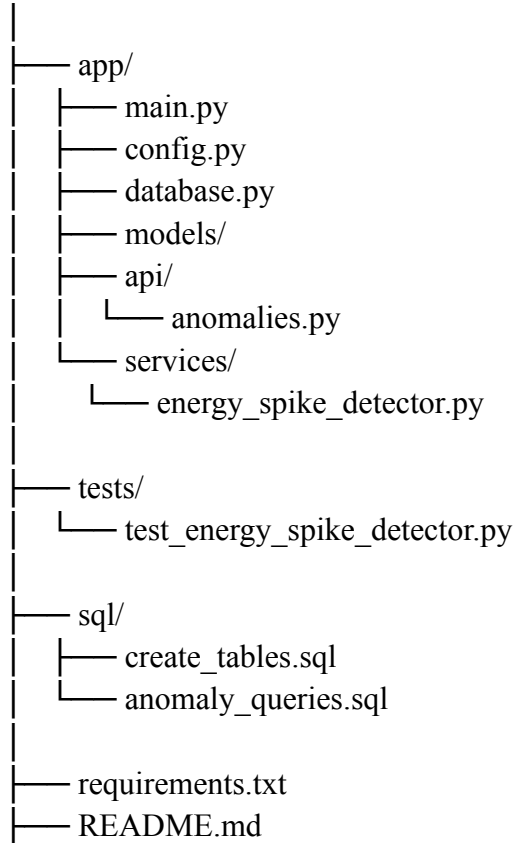 │
├── app/
│   ├── main.py
│   ├── config.py
│   ├── database.py
│   ├── models/
│   ├── api/
│   │   └── anomalies.py
│   └── services/
│       └── energy_spike_detector.py
│
├── tests/
│   └── test_energy_spike_detector.py
│
├── sql/
│   ├── create_tables.sql
│   └── anomaly_queries.sql
│
├── requirements.txt
├── README.md